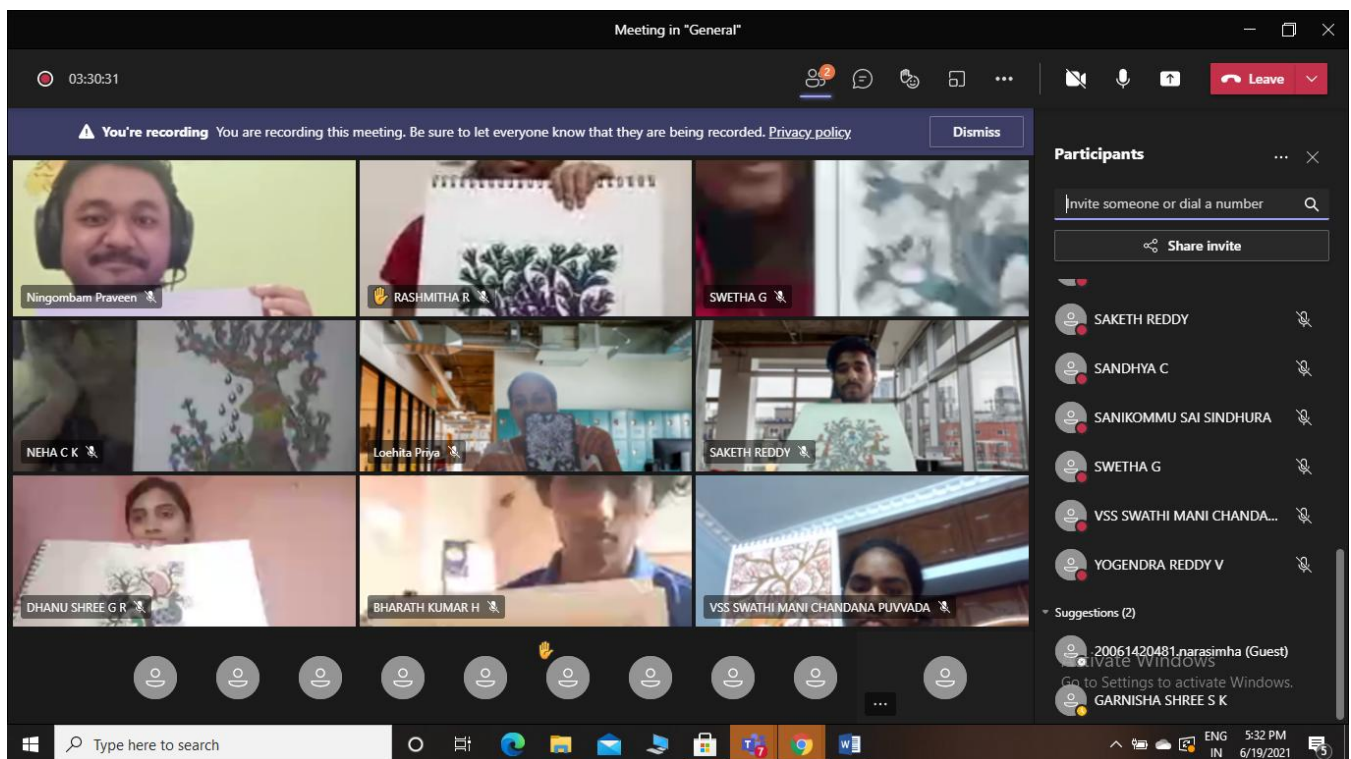 Meeting in "General"
03:30:31
2
Leave
You're recording You are recording this meeting. Be sure to let everyone know that they are being recorded. Privacy policy
Dismiss
Participants
Invite someone or dial a number
Share invite
Ningombam Praveen
RASHMITHA R
SWETHA G
NEHA C K
Loehita Priya
SAKETH REDDY
DHANU SHREE G R
BHARATH KUMAR H
VSS SWATHI MANI CHANDANA PUVVADA
SAKETH REDDY
SANDHYA C
SANIKOMMU SAI SINDHURA
SWETHA G
VSS SWATHI MANI CHANDA...
YOGENDRA REDDY V
Suggestions (2)
20061420481.narasimha (Guest)
Activate Windows
Go to Settings to activate Windows.
GARNISHA SHREE S K
Type here to search
7
W
ENG
IN
5:32 PM
6/19/2021
5